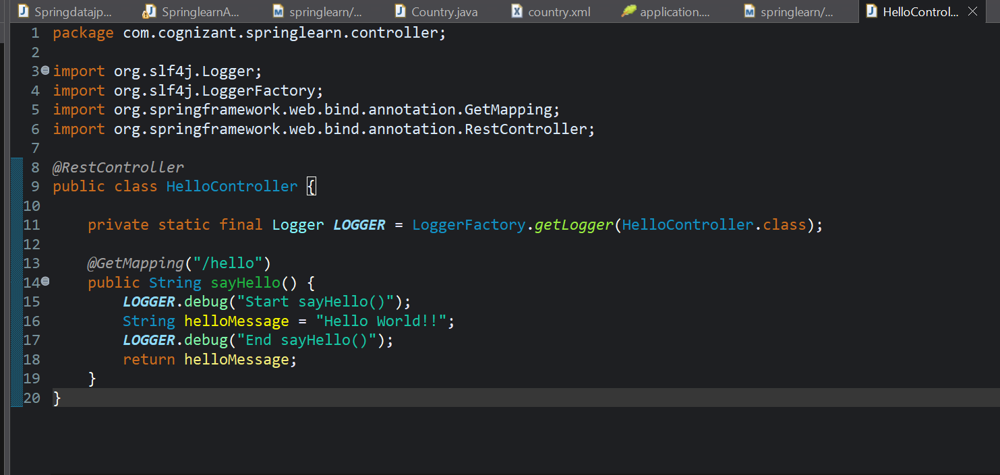 Springdatajp... SpringlearnA... springlearn/... Country.java country.xml application.... springlearn/... HelloControl...
1 package com.cognizant.springlearn.controller;
2
3 import org.slf4j.Logger;
4 import org.slf4j.LoggerFactory;
5 import org.springframework.web.bind.annotation.GetMapping;
6 import org.springframework.web.bind.annotation.RestController;
7
8 @RestController
9 public class HelloController {
10
11     private static final Logger LOGGER = LoggerFactory.getLogger(HelloController.class);
12
13     @GetMapping("/hello")
14     public String sayHello() {
15         LOGGER.debug("Start sayHello()");
16         String helloMessage = "Hello World!!";
17         LOGGER.debug("End sayHello()");
18         return helloMessage;
19     }
20 }